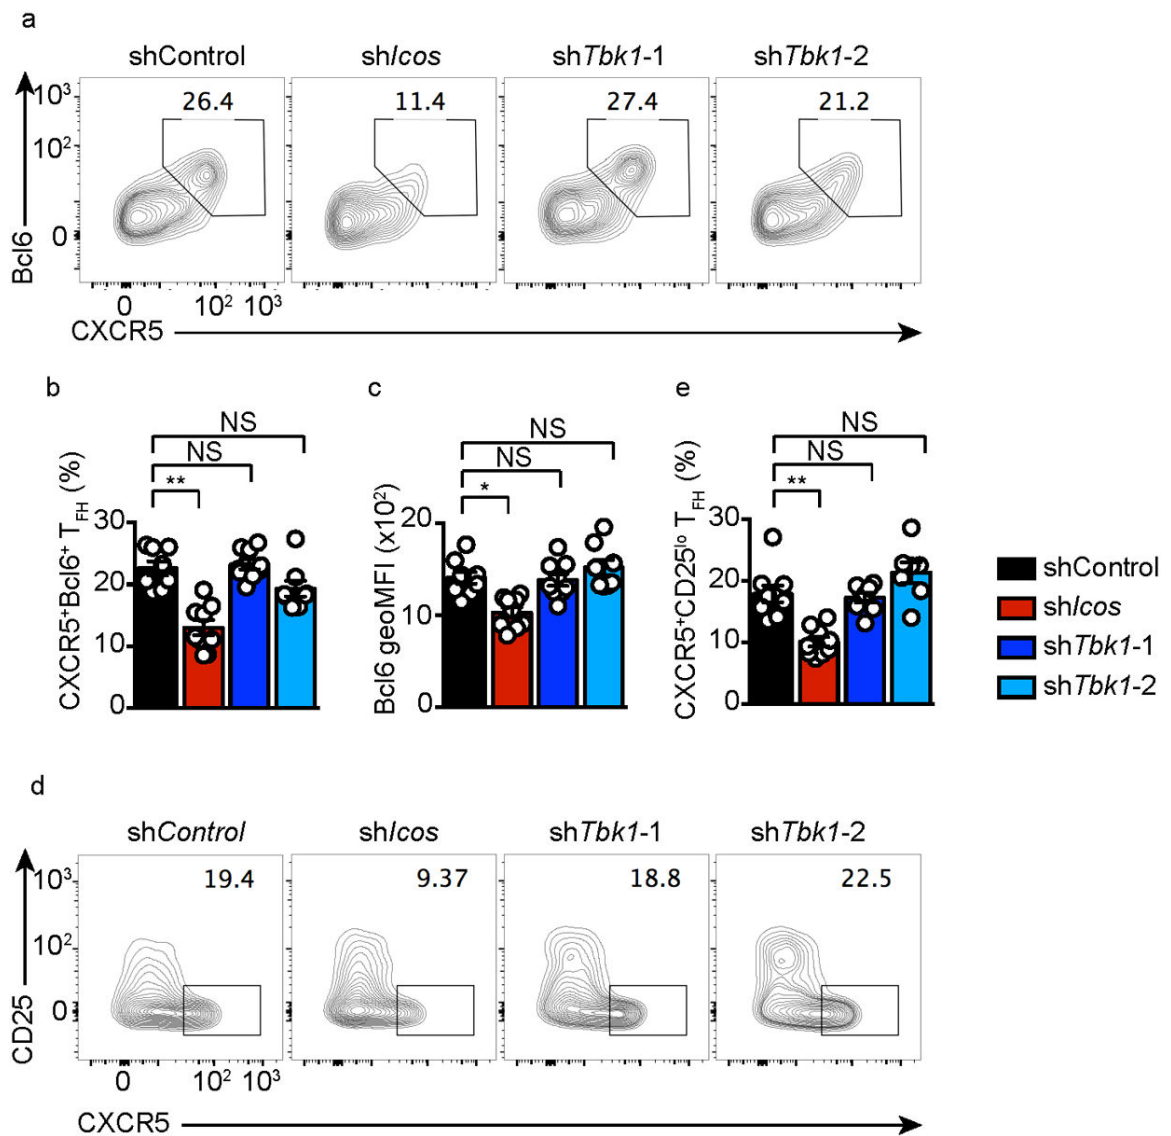 a
shControl shIcos shTbk1-1 shTbk1-2
26.4 11.4 27.4 21.2
10³
10²
0
Bcl6
0 10² 10³
CXCR5
b c e
NS NS NS
NS NS NS
** * **
CXCR5⁺Bcl6⁺ T_FH (%)
30
20
10
0
Bcl6 geoMFI (x10²)
20
10
0
CXCR5⁺CD25ˡᵒ T_FH (%)
30
20
10
0
shControl
shIcos
shTbk1-1
shTbk1-2
d
shControl shIcos shTbk1-1 shTbk1-2
19.4 9.37 18.8 22.5
10³
10²
0
CD25
0 10² 10³
CXCR5